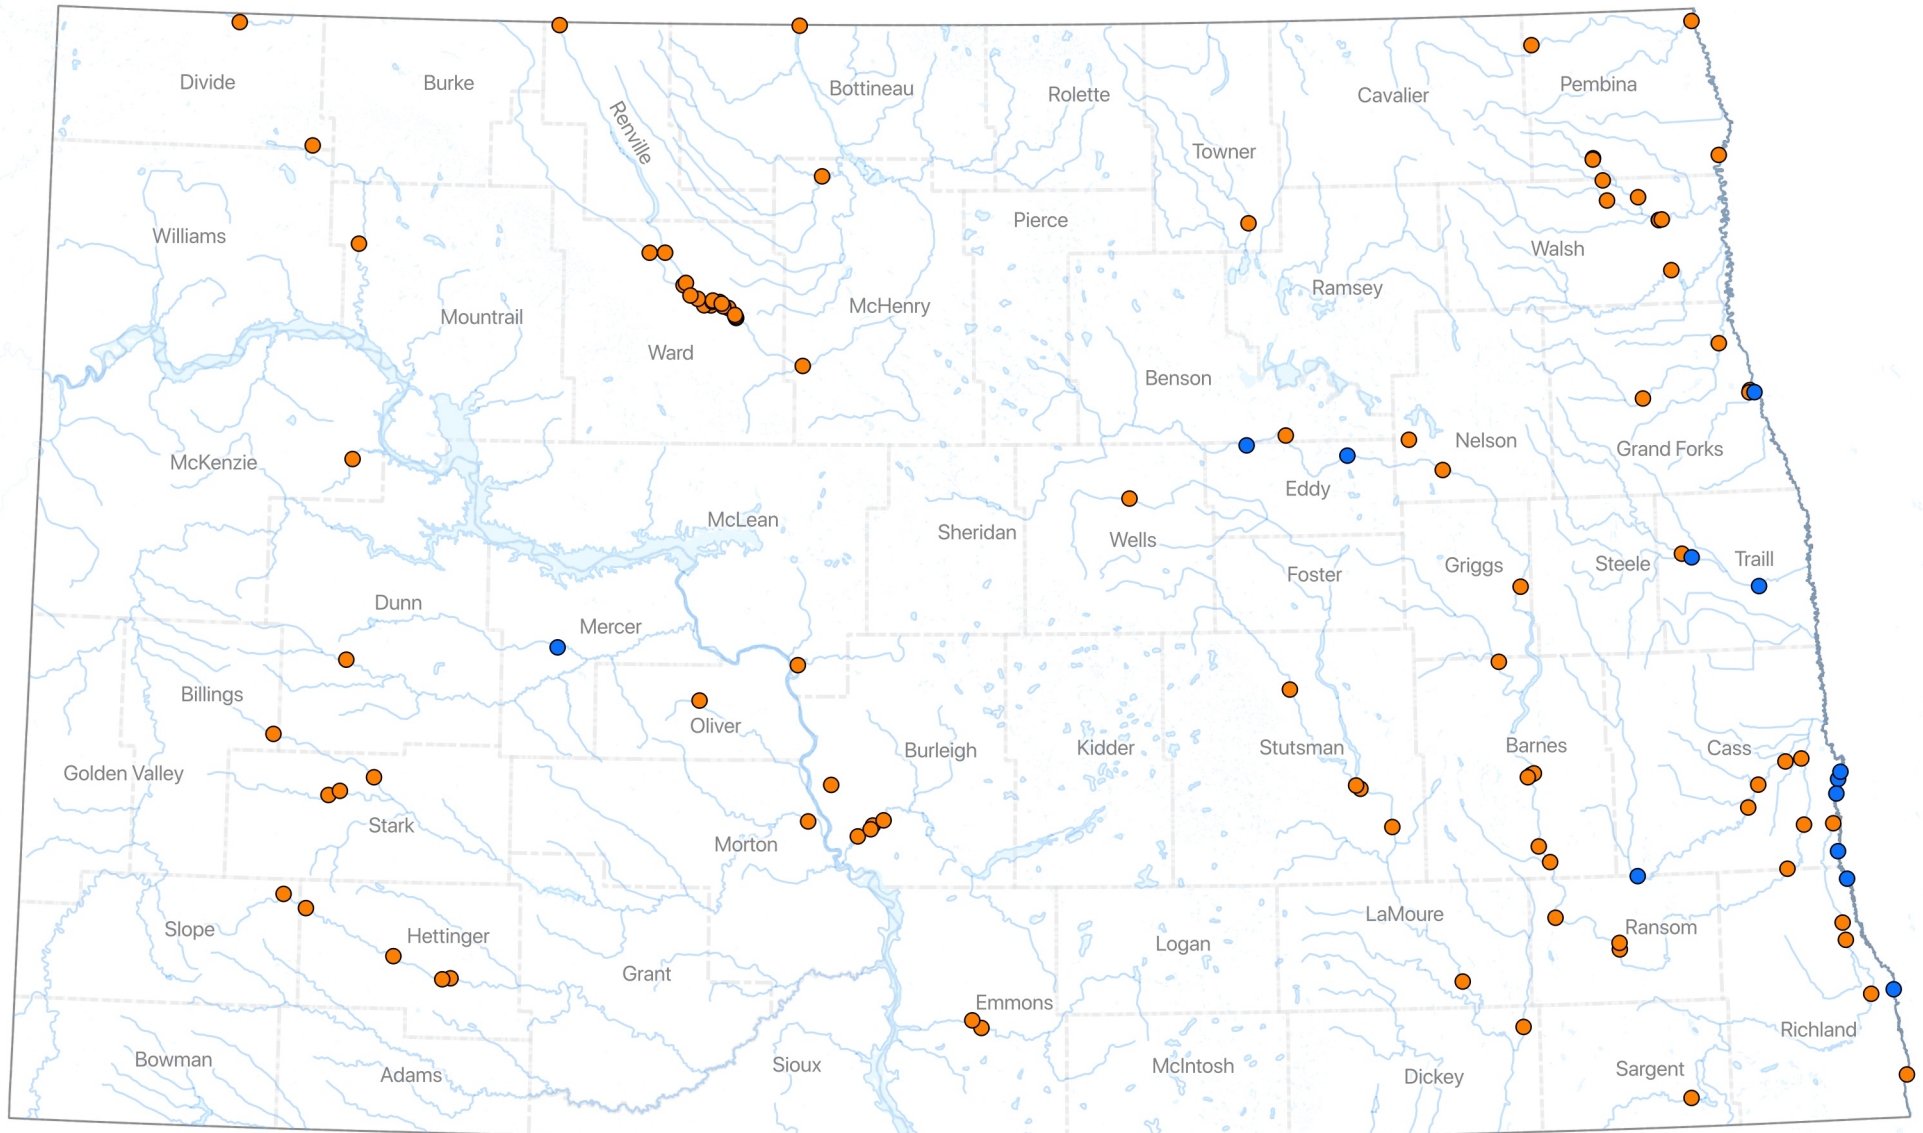 Divide
Burke
Renville
Bottineau
Rolette
Cavalier
Pembina
Towner
Williams
Mountrail
Pierce
Walsh
Ramsey
McHenry
Ward
Benson
McKenzie
Nelson
Grand Forks
Eddy
McLean
Sheridan
Wells
Foster
Griggs
Steele
Traill
Dunn
Mercer
Billings
Oliver
Golden Valley
Burleigh
Kidder
Stutsman
Barnes
Cass
Stark
Morton
Slope
Hettinger
Grant
Logan
LaMoure
Ransom
Emmons
Richland
Bowman
Adams
Sioux
McIntosh
Dickey
Sargent